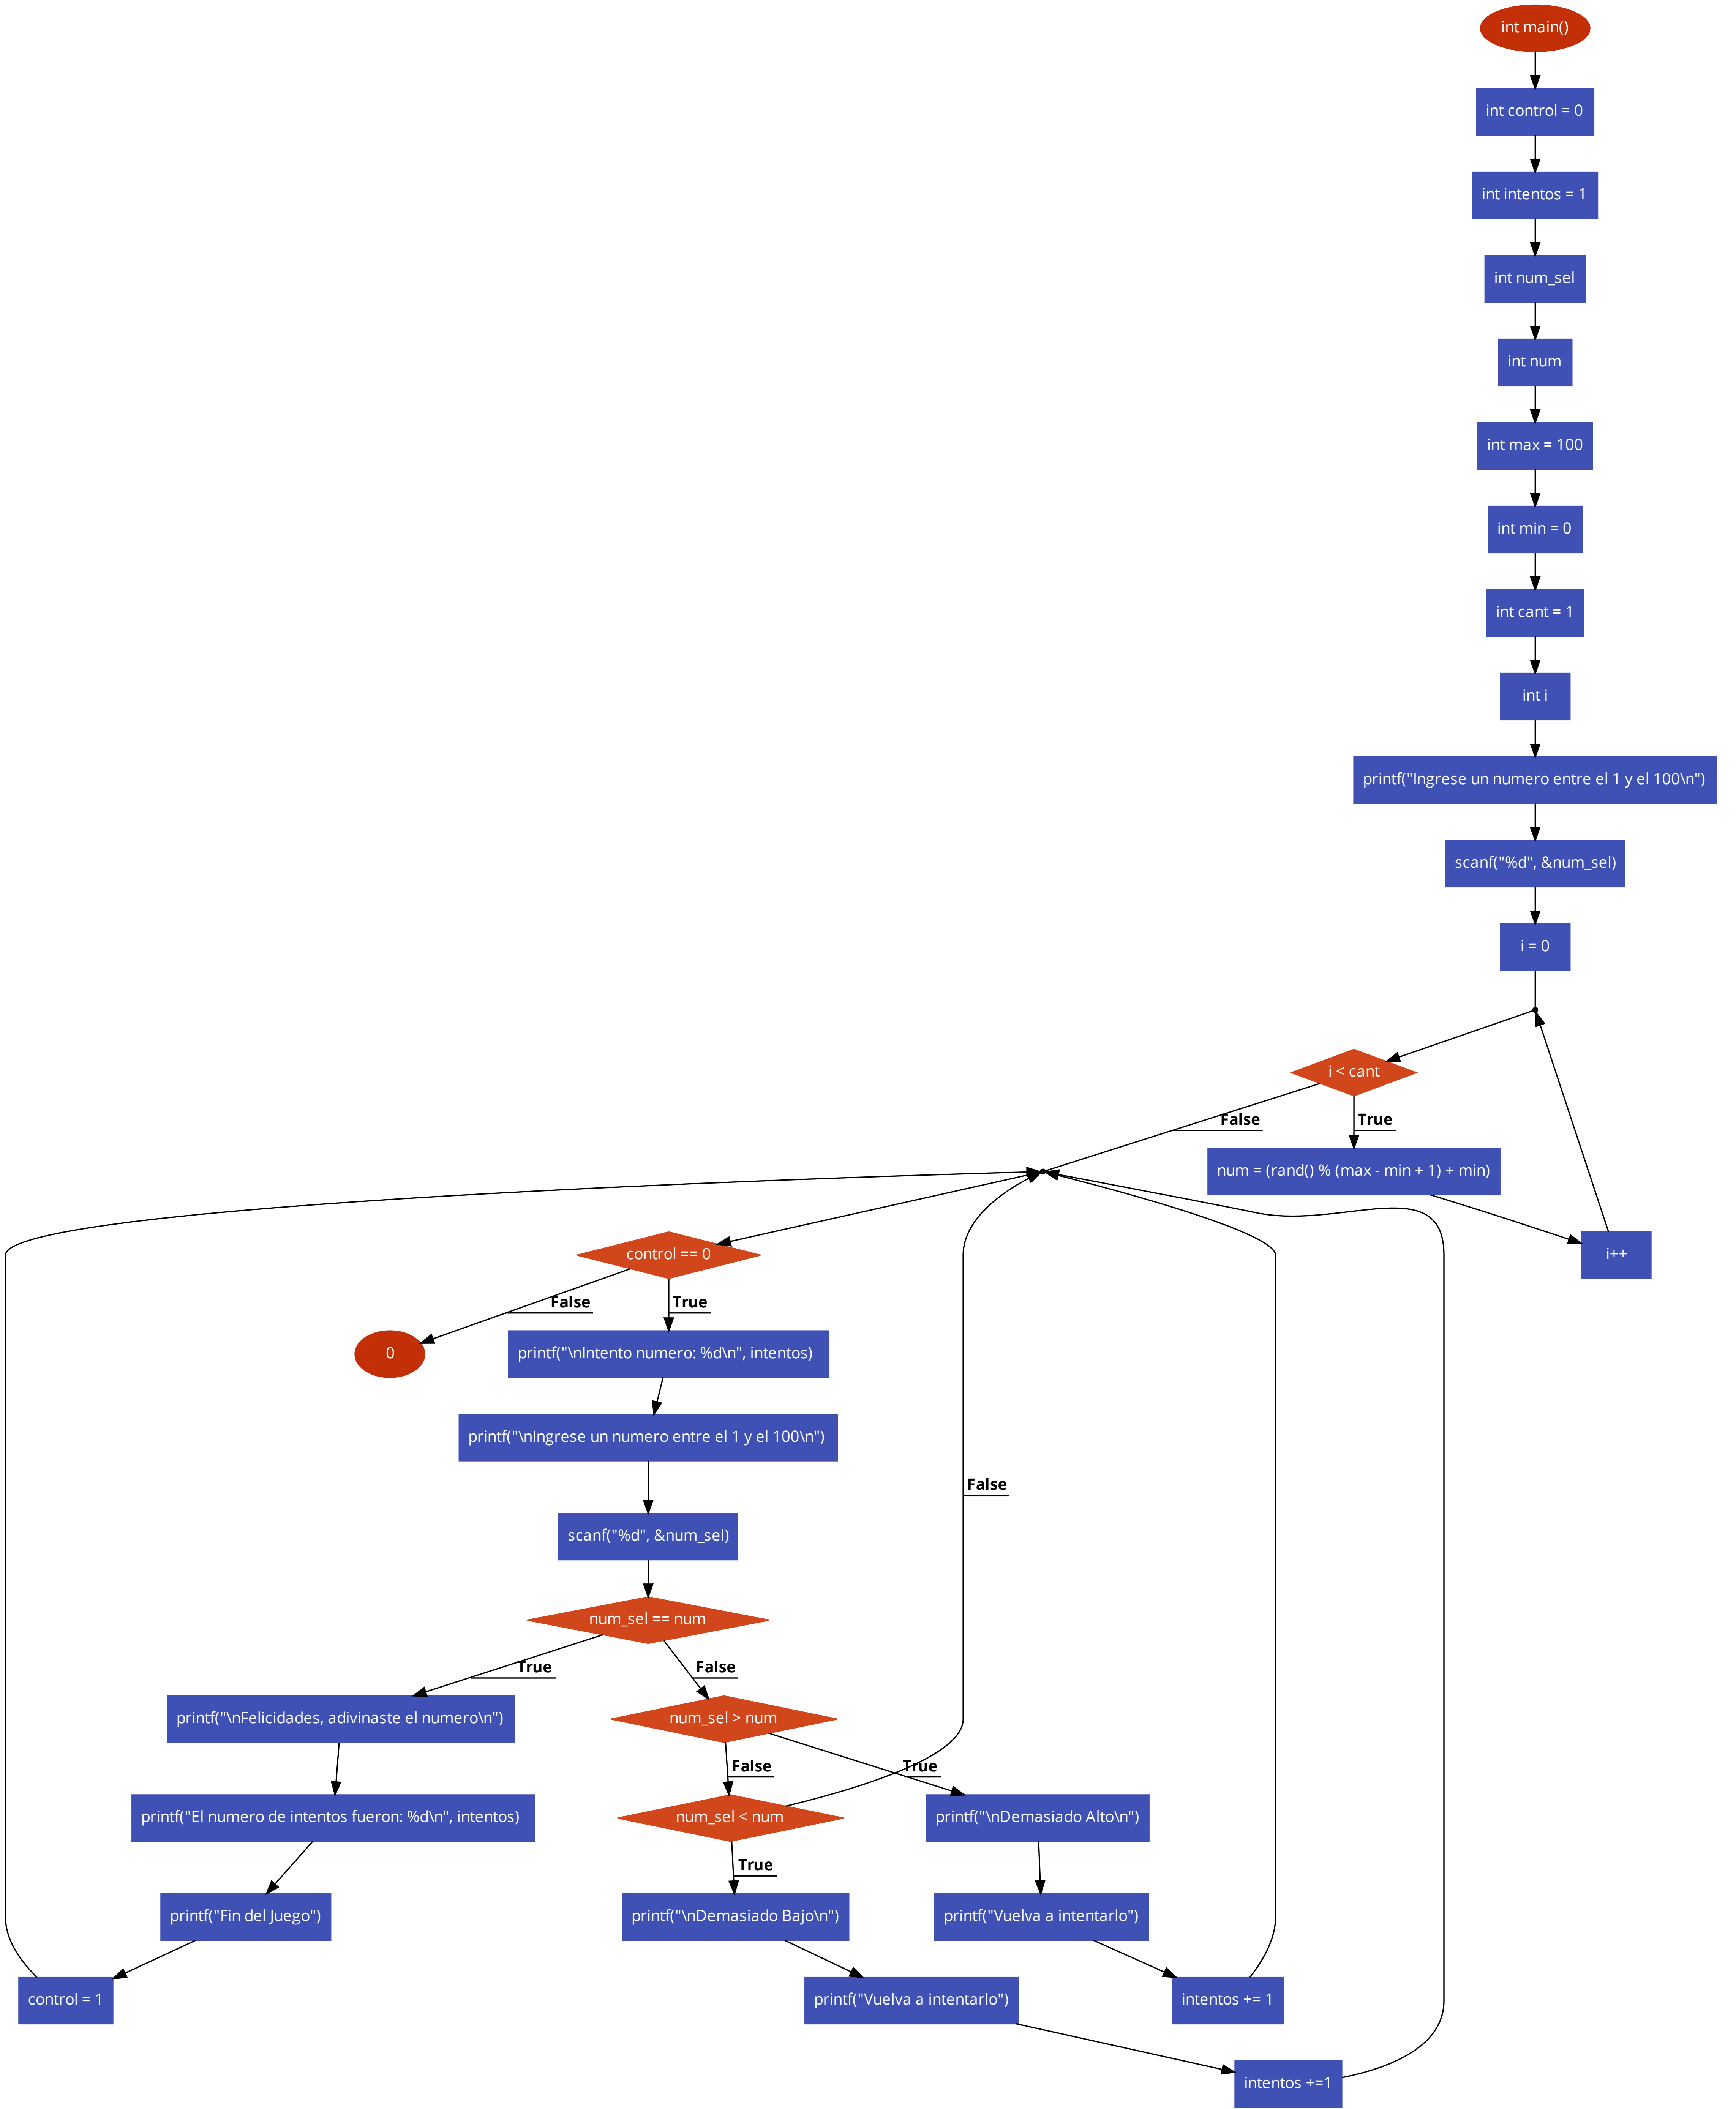 int main()
int control = 0
int intentos = 1
int num_sel
int num
int max = 100
int min = 0
int cant = 1
int i
printf("Ingrese un numero entre el 1 y el 100\n")
scanf("%d", &num_sel)
i = 0
i < cant
False
True
num = (rand() % (max - min + 1) + min)
i++
control == 0
False
True
0
printf("\nIntento numero: %d\n", intentos)
printf("\nIngrese un numero entre el 1 y el 100\n")
False
scanf("%d", &num_sel)
num_sel == num
True
False
printf("\nFelicidades, adivinaste el numero\n")
num_sel > num
False
True
printf("El numero de intentos fueron: %d\n", intentos)
num_sel < num
printf("\nDemasiado Alto\n")
True
printf("Fin del Juego")
printf("\nDemasiado Bajo\n")
printf("Vuelva a intentarlo")
control = 1
printf("Vuelva a intentarlo")
intentos += 1
intentos +=1